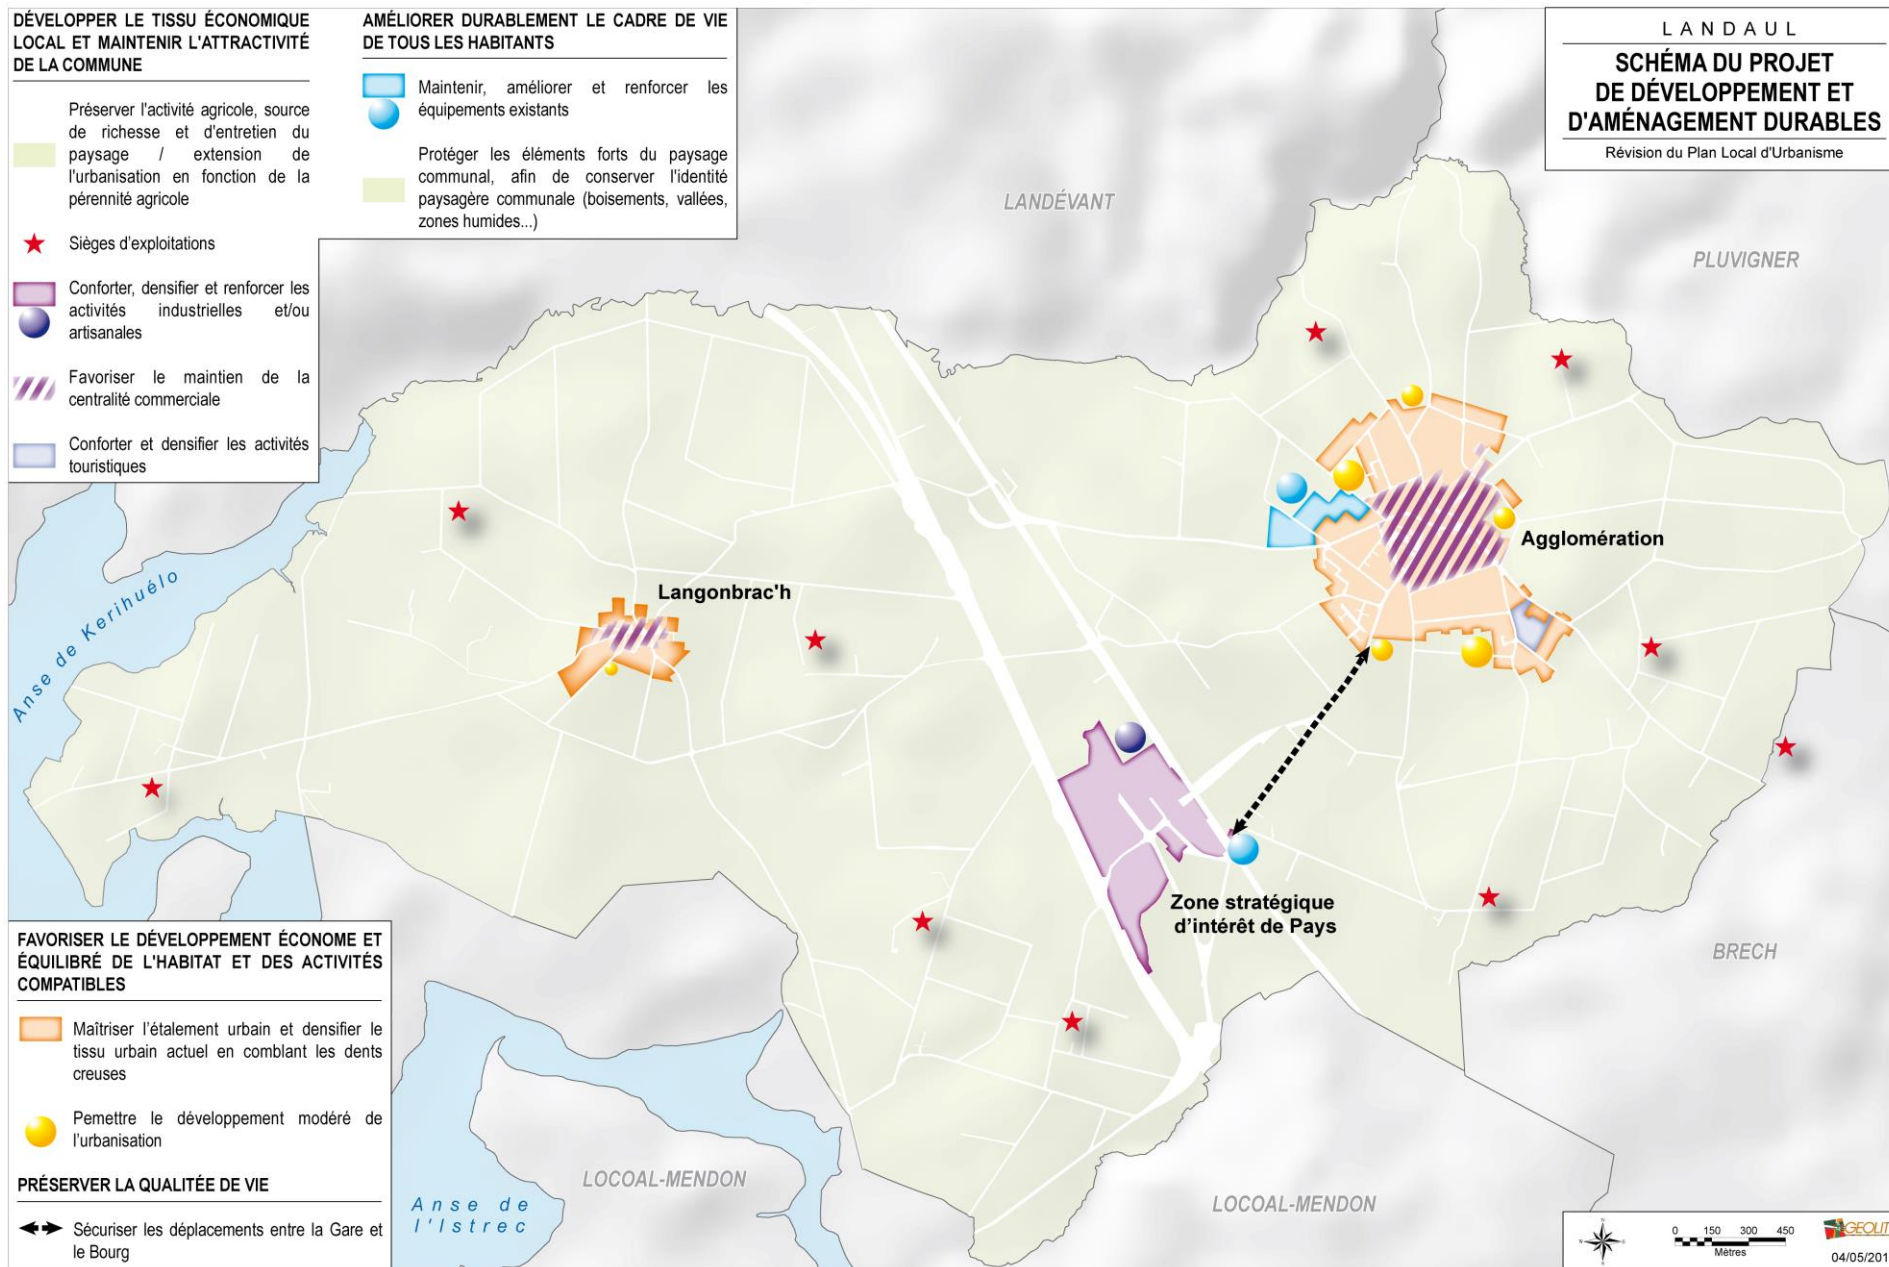 DÉVELOPPER LE TISSU ÉCONOMIQUE
LOCAL ET MAINTENIR L'ATTRACTIVITÉ
DE LA COMMUNE
Préserver l'activité agricole, source
de richesse et d'entretien du
paysage / extension de
l'urbanisation en fonction de la
pérennité agricole
Sièges d'exploitations
Conforter, densifier et renforcer les
activités industrielles et/ou
artisanales
Favoriser le maintien de la
centralité commerciale
Conforter et densifier les activités
touristiques
AMÉLIORER DURABLEMENT LE CADRE DE VIE
DE TOUS LES HABITANTS
Maintenir, améliorer et renforcer les
équipements existants
Protéger les éléments forts du paysage
communal, afin de conserver l'identité
paysagère communale (boisements, vallées,
zones humides...)
LANDAUL
SCHÉMA DU PROJET
DE DÉVELOPPEMENT ET
D'AMÉNAGEMENT DURABLES
Révision du Plan Local d'Urbanisme
LANDÉVANT
PLUVIGNER
Agglomération
Langonbrac'h
Anse de Kerihuélo
Zone stratégique
d'intérêt de Pays
BRECH
LOCOAL-MENDON
LOCOAL-MENDON
Anse de
l'Istrec
FAVORISER LE DÉVELOPPEMENT ÉCONOME ET
ÉQUILIBRÉ DE L'HABITAT ET DES ACTIVITÉS
COMPATIBLES
Maîtriser l'étalement urbain et densifier le
tissu urbain actuel en comblant les dents
creuses
Pemettre le développement modéré de
l'urbanisation
PRÉSERVER LA QUALITÉE DE VIE
Sécuriser les déplacements entre la Gare et
le Bourg
0 150 300 450
Mètres
GEOLIT
04/05/201